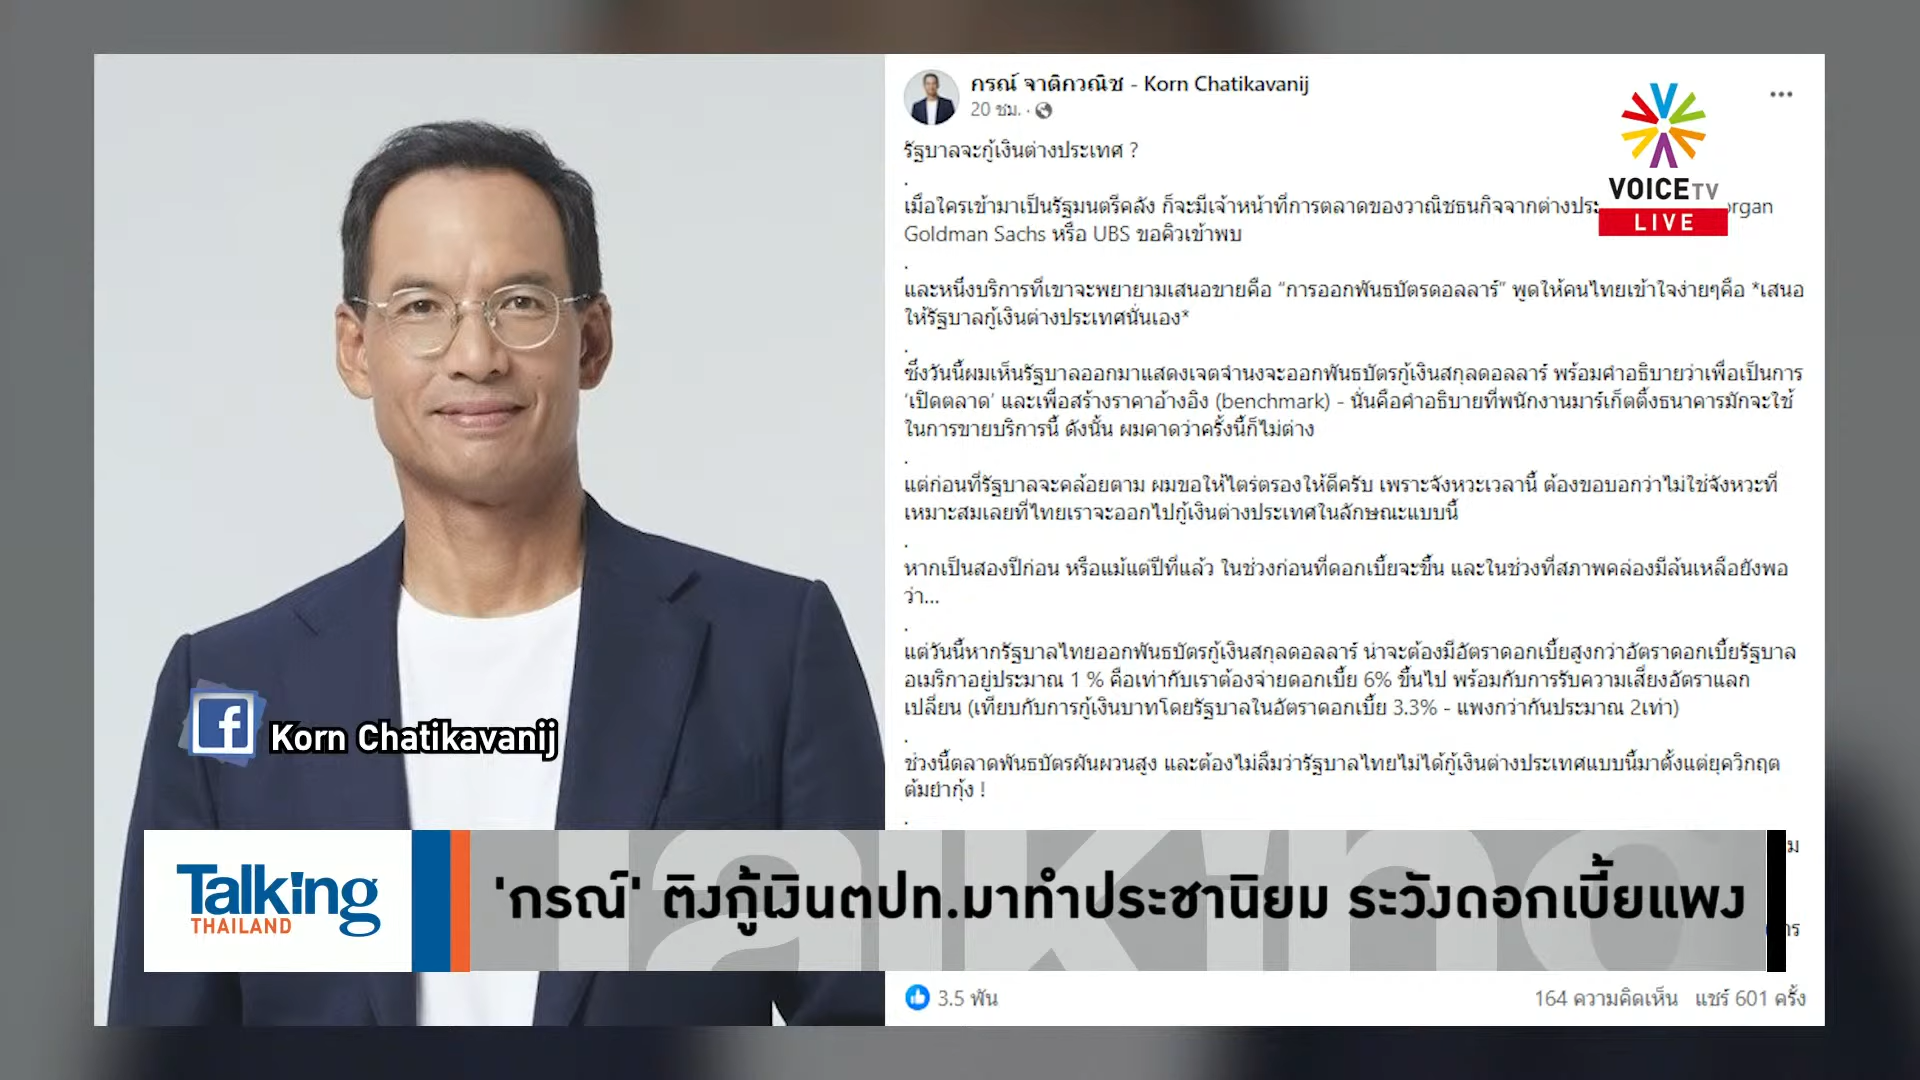 กรณ์ จาติกวณิช - Korn Chatikavanij
20 ชม. ·
รัฐบาลจะกู้เงินต่างประเทศ ?
.
เมื่อใครเข้ามาเป็นรัฐมนตรีคลัง ก็จะมีเจ้าหน้าที่การตลาดของวาณิชธนกิจจากต่างประ organ
Goldman Sachs หรือ UBS ขอคิวเข้าพบ
.
และหนึ่งบริการที่เขาจะพยายามเสนอขายคือ “การออกพันธบัตรดอลลาร์” พูดให้คนไทยเข้าใจง่ายๆคือ *เสนอ
ให้รัฐบาลกู้เงินต่างประเทศนั่นเอง*
.
ซึ่งวันนี้ผมเห็นรัฐบาลออกมาแสดงเจตจำนงจะออกพันธบัตรกู้เงินสกุลดอลลาร์ พร้อมคำอธิบายว่าเพื่อเป็นการ
‘เปิดตลาด’ และเพื่อสร้างราคาอ้างอิง (benchmark) - นั่นคือคำอธิบายที่พนักงานมาร์เก็ตติ้งธนาคารมักจะใช้
ในการขายบริการนี้ ดังนั้น ผมคาดว่าครั้งนี้ก็ไม่ต่าง
.
แต่ก่อนที่รัฐบาลจะคล้อยตาม ผมขอให้ไตร่ตรองให้ดีครับ เพราะจังหวะเวลานี้ ต้องขอบอกว่าไม่ใช่จังหวะที่
เหมาะสมเลยที่ไทยเราจะออกไปกู้เงินต่างประเทศในลักษณะแบบนี้
.
หากเป็นสองปีก่อน หรือแม้แต่ปีที่แล้ว ในช่วงก่อนที่ดอกเบี้ยจะขึ้น และในช่วงที่สภาพคล่องมีล้นเหลือยังพอ
ว่า...
.
แต่วันนี้หากรัฐบาลไทยออกพันธบัตรกู้เงินสกุลดอลลาร์ น่าจะต้องมีอัตราดอกเบี้ยสูงกว่าอัตราดอกเบี้ยรัฐบาล
อเมริกาอยู่ประมาณ 1 % คือเท่ากับเราต้องจ่ายดอกเบี้ย 6% ขึ้นไป พร้อมกับการรับความเสี่ยงอัตราแลก
เปลี่ยน (เทียบกับการกู้เงินบาทโดยรัฐบาลในอัตราดอกเบี้ย 3.3% - แพงกว่ากันประมาณ 2เท่า)
.
ช่วงนี้ตลาดพันธบัตรผันผวนสูง และต้องไม่ลืมว่ารัฐบาลไทยไม่ได้กู้เงินต่างประเทศแบบนี้มาตั้งแต่ยุควิกฤต
ต้มยำกุ้ง !
.
3.5 พัน
164 ความคิดเห็น แชร์ 601 ครั้ง
VOICE TV
LIVE
f Korn Chatikavanij
Talking
THAILAND
'กรณ์' ติงกู้เงินตปท.มาทำประชานิยม ระวังดอกเบี้ยแพง